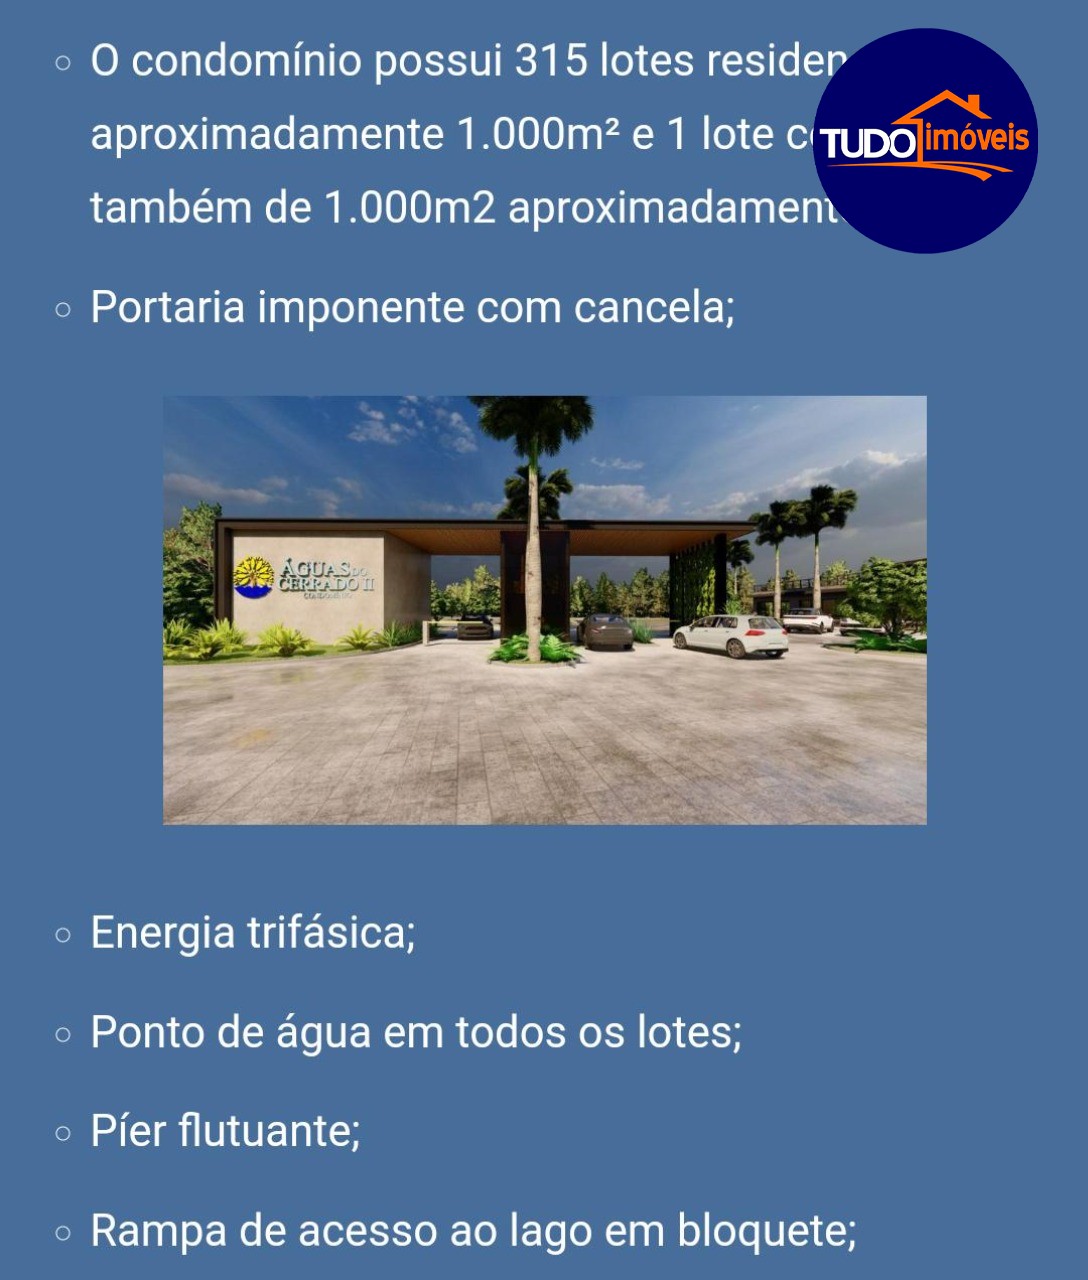 O condomínio possui 315 lotes
aproximadamente 1.000m² e 1 lote
também de 1.000m2
TUDO imóveis
Portaria imponente com cancela;
ÁGUAS DO
CERRADO II
CONDOMÍNIO
Energia trifásica;
Ponto de água em todos os lotes;
Píer flutuante;
Rampa de acesso ao lago em bloquete;